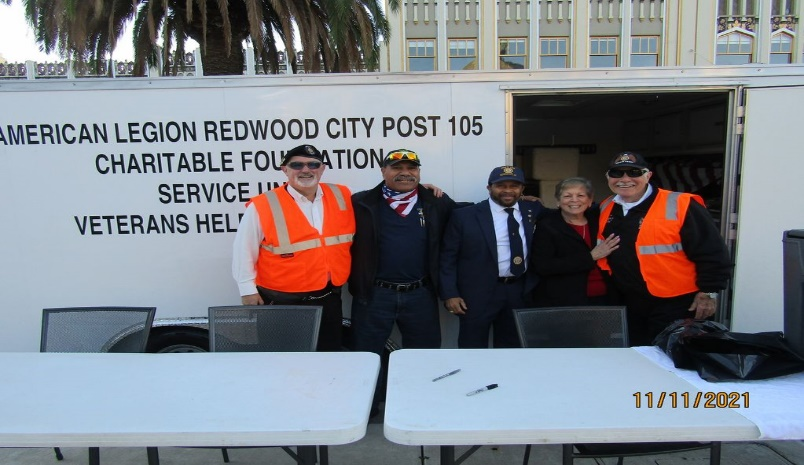 AMERICAN LEGION REDWOOD CITY POST 105
CHARITABLE FOUNDATION
SERVICE
VETERANS
11/11/2021